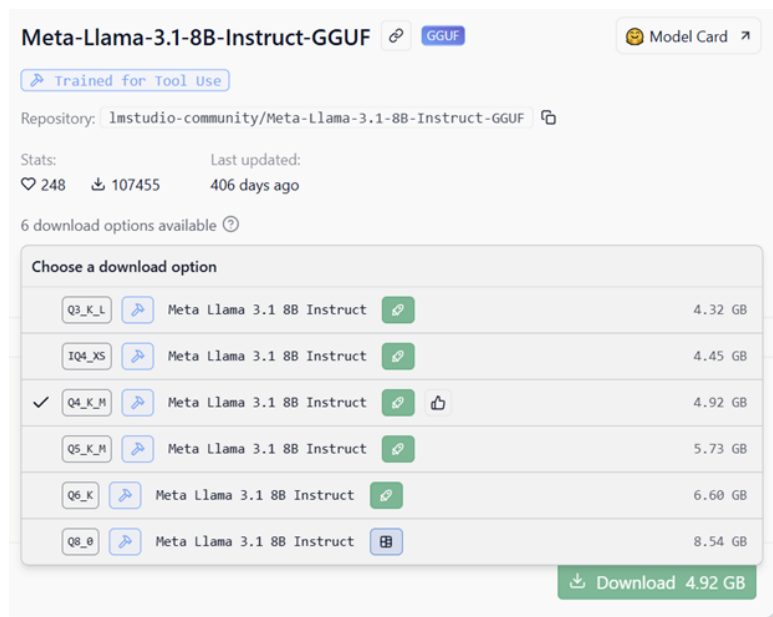 Meta-Llama-3.1-8B-Instruct-GGUF GGUF Model Card
Trained for Tool Use
Repository: lmstudio-community/Meta-Llama-3.1-8B-Instruct-GGUF
Stats: Last updated:
248 107455 406 days ago
6 download options available
Choose a download option
Q3_K_L Meta Llama 3.1 8B Instruct 4.32 GB
IQ4_XS Meta Llama 3.1 8B Instruct 4.45 GB
Q4_K_M Meta Llama 3.1 8B Instruct 4.92 GB
Q5_K_M Meta Llama 3.1 8B Instruct 5.73 GB
Q6_K Meta Llama 3.1 8B Instruct 6.60 GB
Q8_0 Meta Llama 3.1 8B Instruct 8.54 GB
Download 4.92 GB